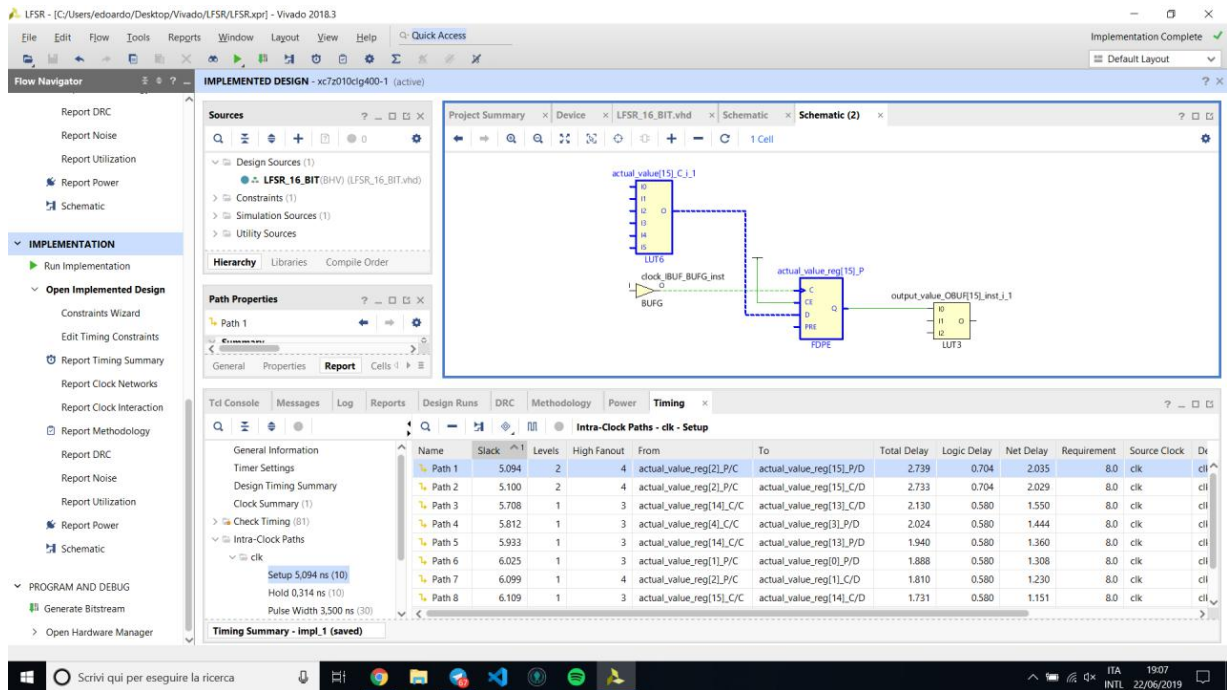 LFSR - [C:/Users/edoardo/Desktop/Vivado/LFSR/LFSR.xpr] - Vivado 2018.3
File Edit Flow Tools Reports Window Layout View Help Quick Access Implementation Complete
Default Layout
Flow Navigator
IMPLEMENTED DESIGN - xc7z010clg400-1 (active)
Report DRC
Report Noise
Report Utilization
Report Power
Schematic
IMPLEMENTATION
Run Implementation
Open Implemented Design
Constraints Wizard
Edit Timing Constraints
Report Timing Summary
Report Clock Networks
Report Clock Interaction
Report Methodology
Report DRC
Report Noise
Report Utilization
Report Power
Schematic
PROGRAM AND DEBUG
Generate Bitstream
Open Hardware Manager
Sources
0
Design Sources (1)
LFSR_16_BIT(BHV) (LFSR_16_BIT.vhd)
Constraints (1)
Simulation Sources (1)
Utility Sources
Hierarchy Libraries Compile Order
Path Properties
Path 1
Summary
General Properties Report Cells
Project Summary Device LFSR_16_BIT.vhd Schematic Schematic (2)
1 Cell
actual_value[15]_C_i_1
I0
I1
I2 O
I3
I4
I5
LUT6
clock_IBUF_BUFG_inst
I O
BUFG
actual_value_reg[15]_P
C
CE Q
D
PRE
FDPE
output_value_OBUF[15]_inst_i_1
I0
I1 O
I2
LUT3
Tcl Console Messages Log Reports Design Runs DRC Methodology Power Timing
Intra-Clock Paths - clk - Setup
General Information
Timer Settings
Design Timing Summary
Clock Summary (1)
Check Timing (81)
Intra-Clock Paths
clk
Setup 5,094 ns (10)
Hold 0,314 ns (10)
Pulse Width 3,500 ns (30)
Name Slack 1 Levels High Fanout From To Total Delay Logic Delay Net Delay Requirement Source Clock De
Path 1 5.094 2 4 actual_value_reg[2]_P/C actual_value_reg[15]_P/D 2.739 0.704 2.035 8.0 clk clk
Path 2 5.100 2 4 actual_value_reg[2]_P/C actual_value_reg[15]_C/D 2.733 0.704 2.029 8.0 clk clk
Path 3 5.708 1 3 actual_value_reg[14]_C/C actual_value_reg[13]_C/D 2.130 0.580 1.550 8.0 clk clk
Path 4 5.812 1 3 actual_value_reg[4]_C/C actual_value_reg[3]_P/D 2.024 0.580 1.444 8.0 clk clk
Path 5 5.933 1 3 actual_value_reg[14]_C/C actual_value_reg[13]_P/D 1.940 0.580 1.360 8.0 clk clk
Path 6 6.025 1 3 actual_value_reg[1]_P/C actual_value_reg[0]_P/D 1.888 0.580 1.308 8.0 clk clk
Path 7 6.099 1 4 actual_value_reg[2]_P/C actual_value_reg[1]_C/D 1.810 0.580 1.230 8.0 clk clk
Path 8 6.109 1 3 actual_value_reg[15]_C/C actual_value_reg[14]_C/D 1.731 0.580 1.151 8.0 clk clk
Timing Summary - impl_1 (saved)
Scrivi qui per eseguire la ricerca
ITA 19:07
INTL 22/06/2019